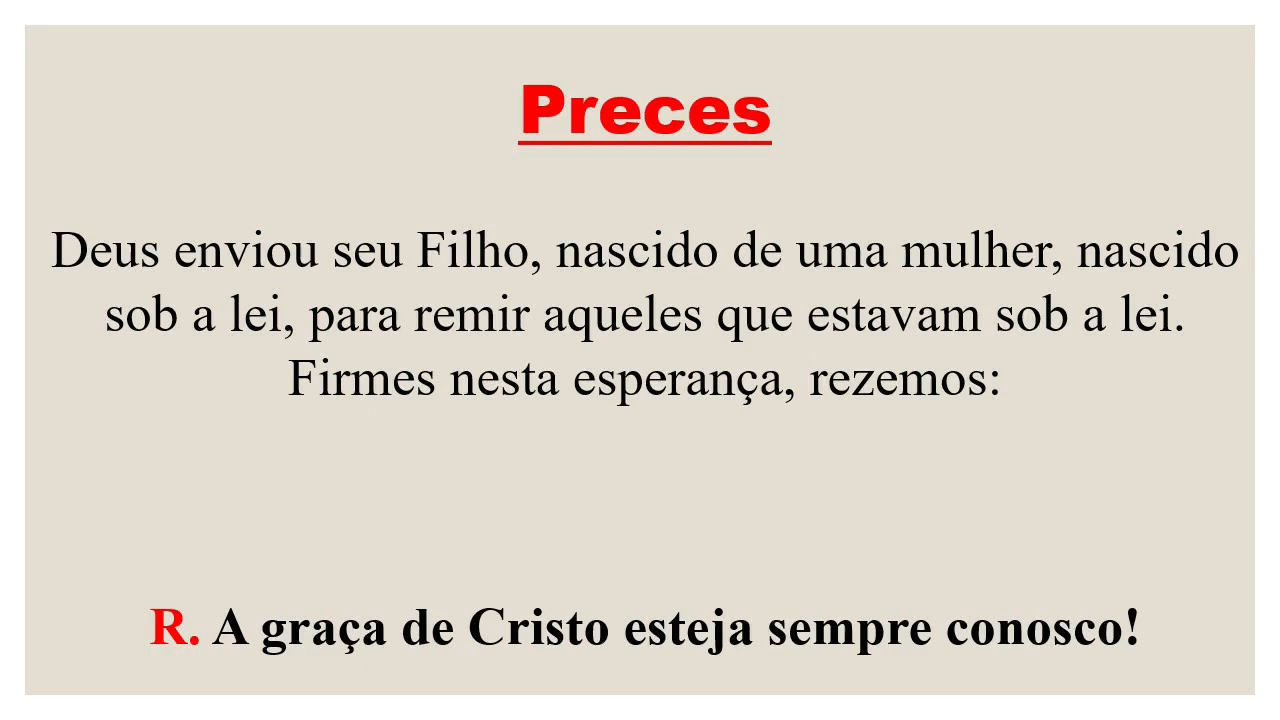 Preces
Deus enviou seu Filho, nascido de uma mulher, nascido
sob a lei, para remir aqueles que estavam sob a lei.
Firmes nesta esperança, rezemos:
R. A graça de Cristo esteja sempre conosco!